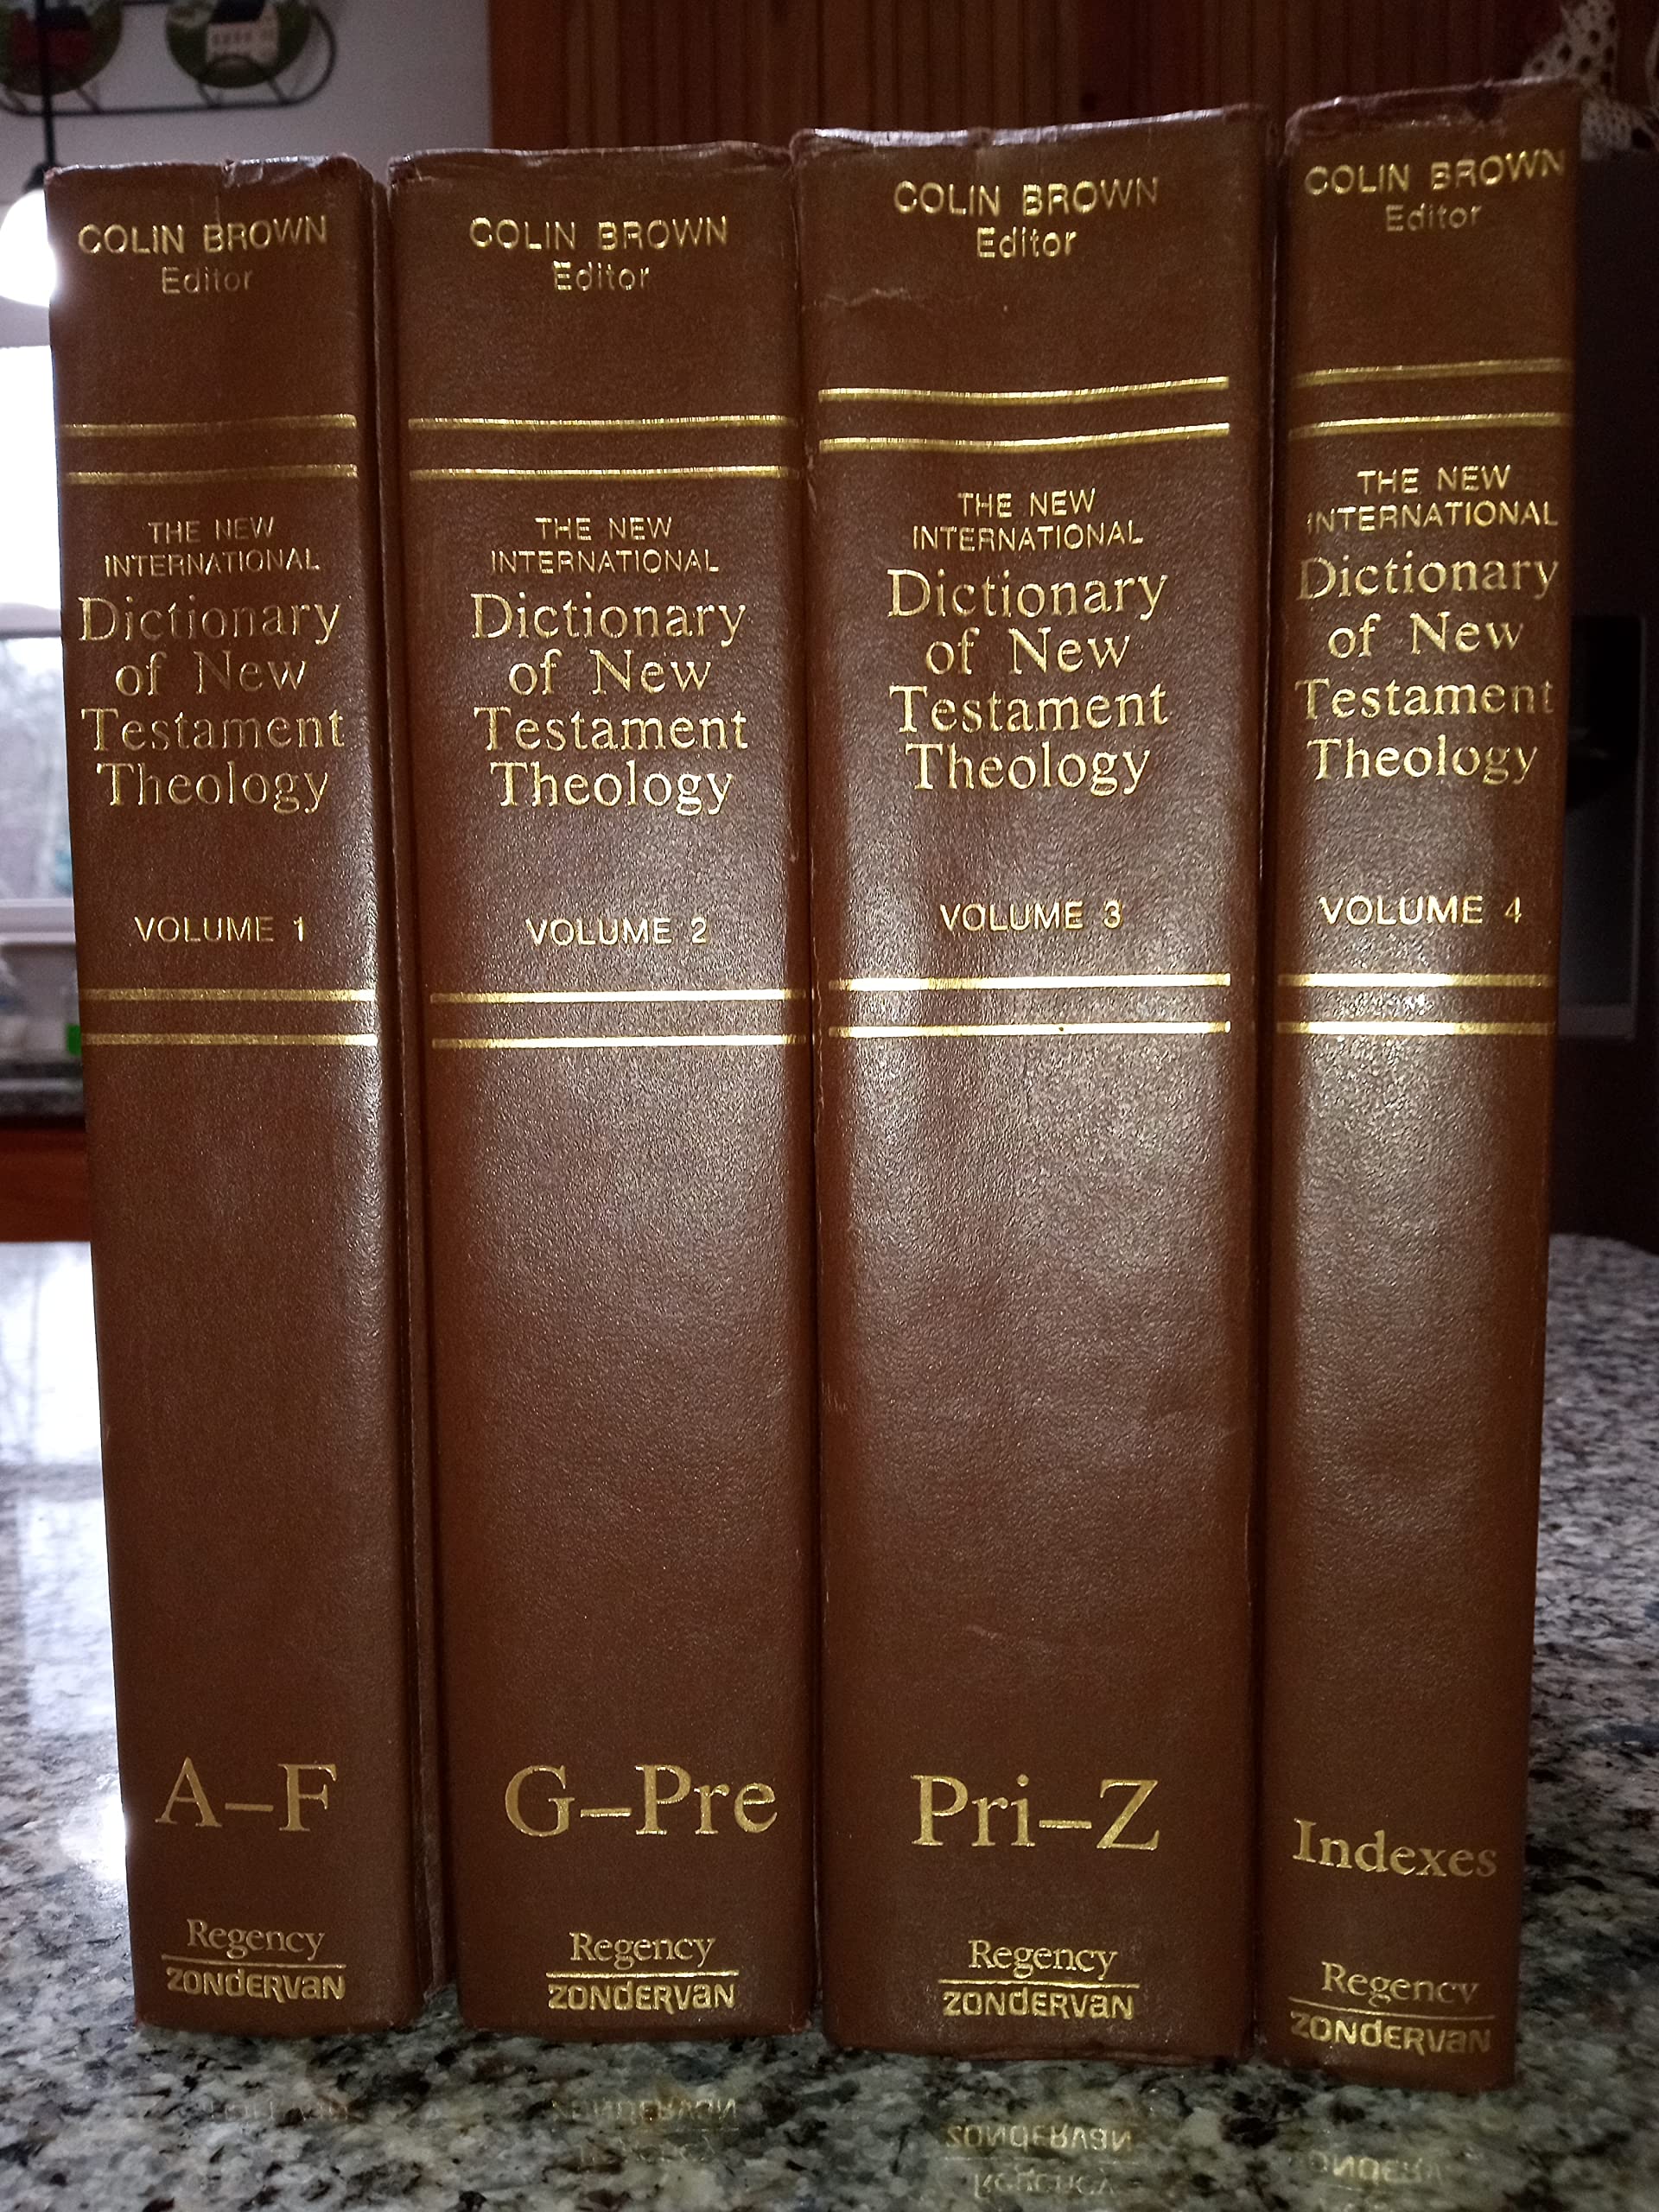 COLIN BROWN
Editor
THE NEW
INTERNATIONAL
Dictionary
of New
Testament
Theology
VOLUME 1
A–F
Regency
ZONDERVAN
COLIN BROWN
Editor
THE NEW
INTERNATIONAL
Dictionary
of New
Testament
Theology
VOLUME 2
G–Pre
Regency
ZONDERVAN
COLIN BROWN
Editor
THE NEW
INTERNATIONAL
Dictionary
of New
Testament
Theology
VOLUME 3
Pri–Z
Regency
ZONDERVAN
COLIN BROWN
Editor
THE NEW
INTERNATIONAL
Dictionary
of New
Testament
Theology
VOLUME 4
Indexes
Regency
ZONDERVAN